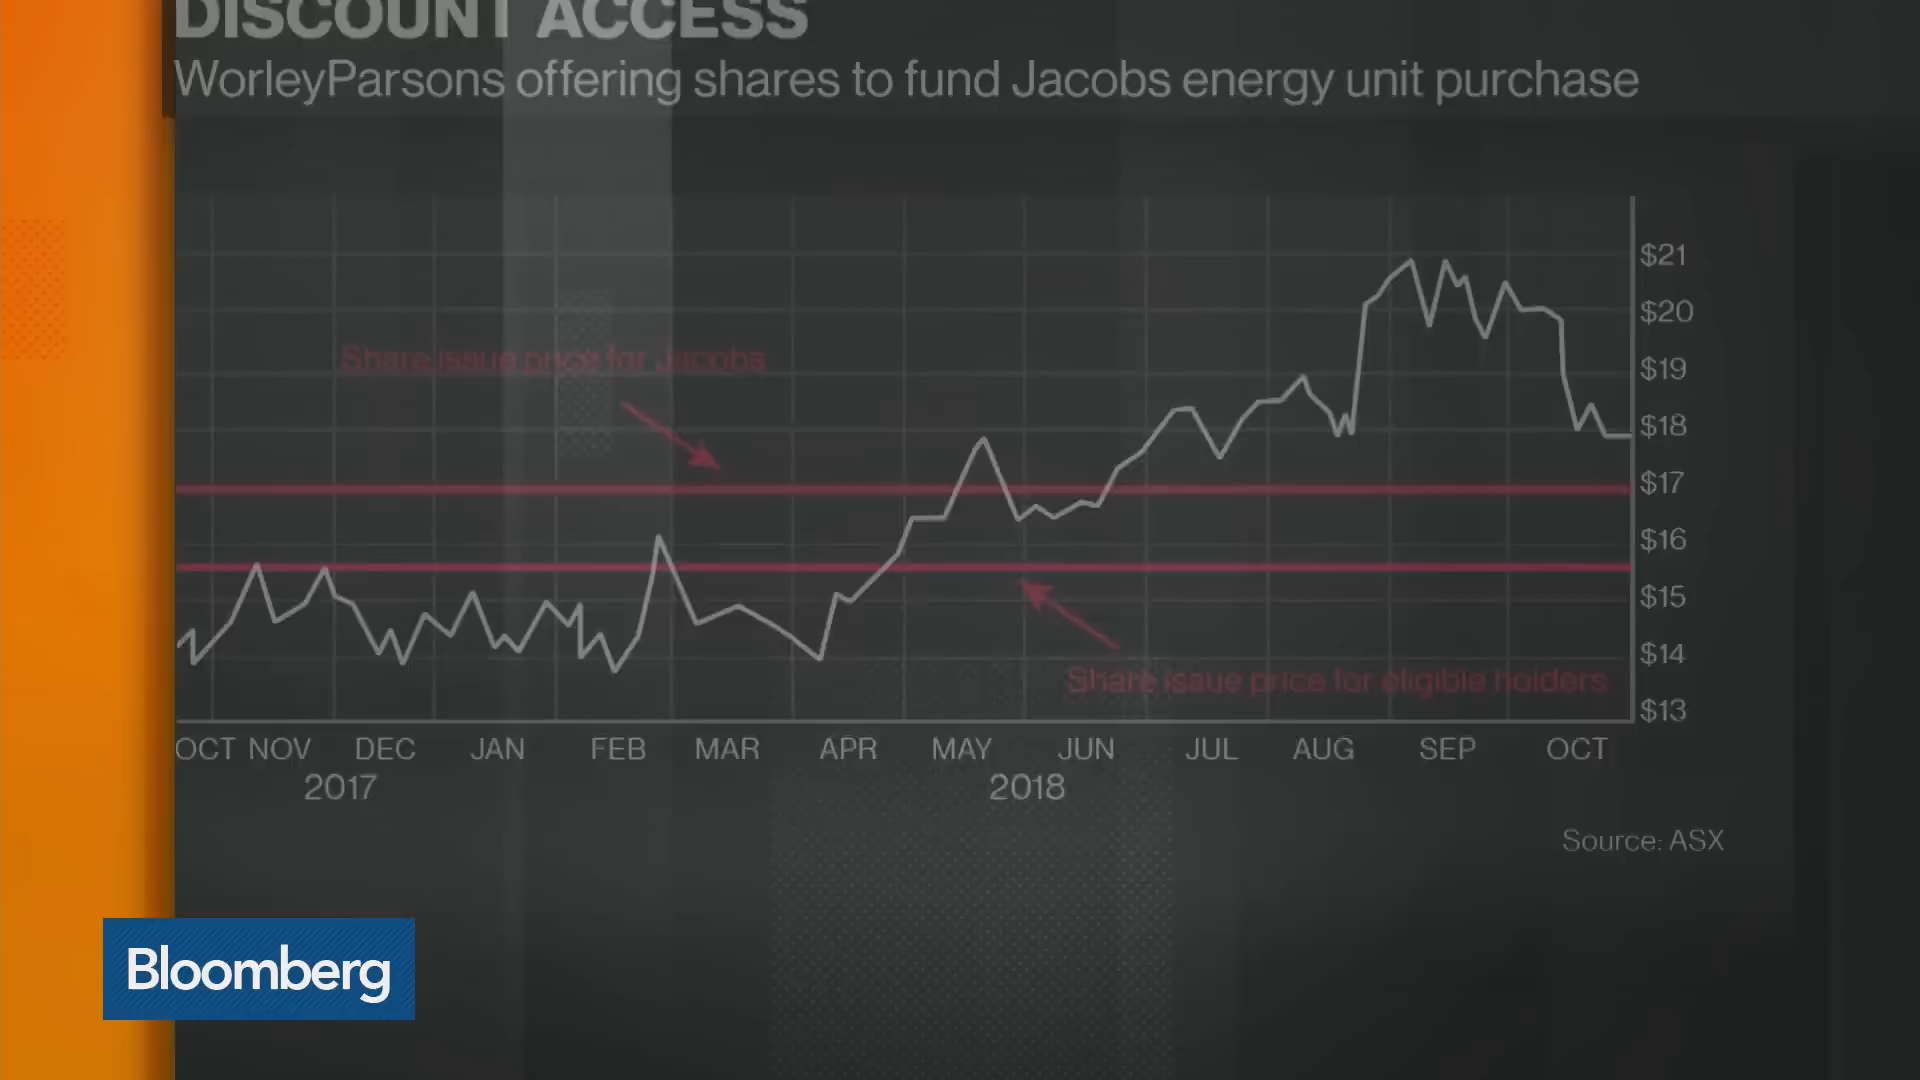 DISCOUNT ACCESS
WorleyParsons offering shares to fund Jacobs energy unit purchase
$21
$20
Share issue price for Jacobs
$19
$18
$17
$16
$15
$14
Share issue price for eligible holders
$13
OCT NOV DEC JAN FEB MAR APR MAY JUN JUL AUG SEP OCT
2017 2018
Source: ASX
Bloomberg